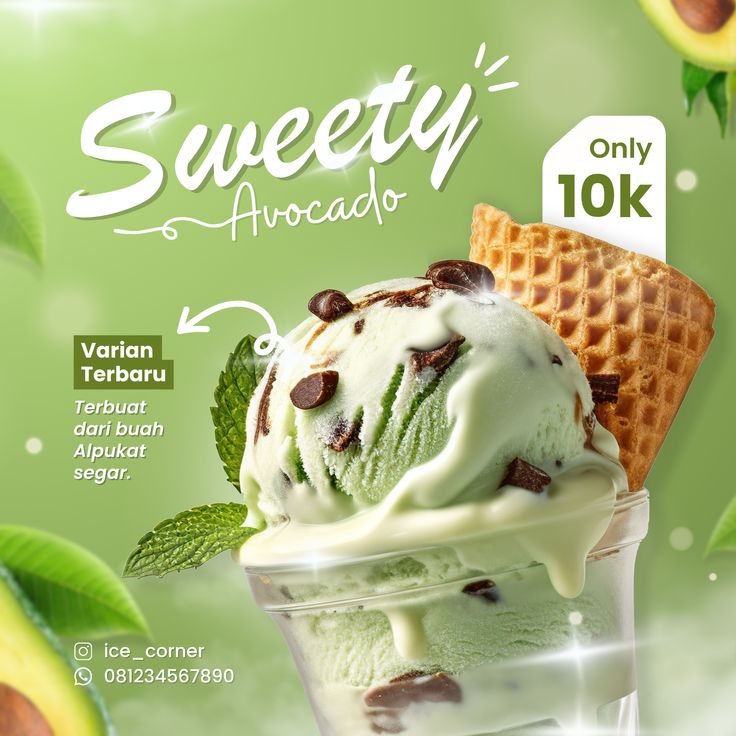 Sweety
Avocado
Only
10k
Varian
Terbaru
Terbuat
dari buah
Alpukat
segar.
ice_corner
081234567890